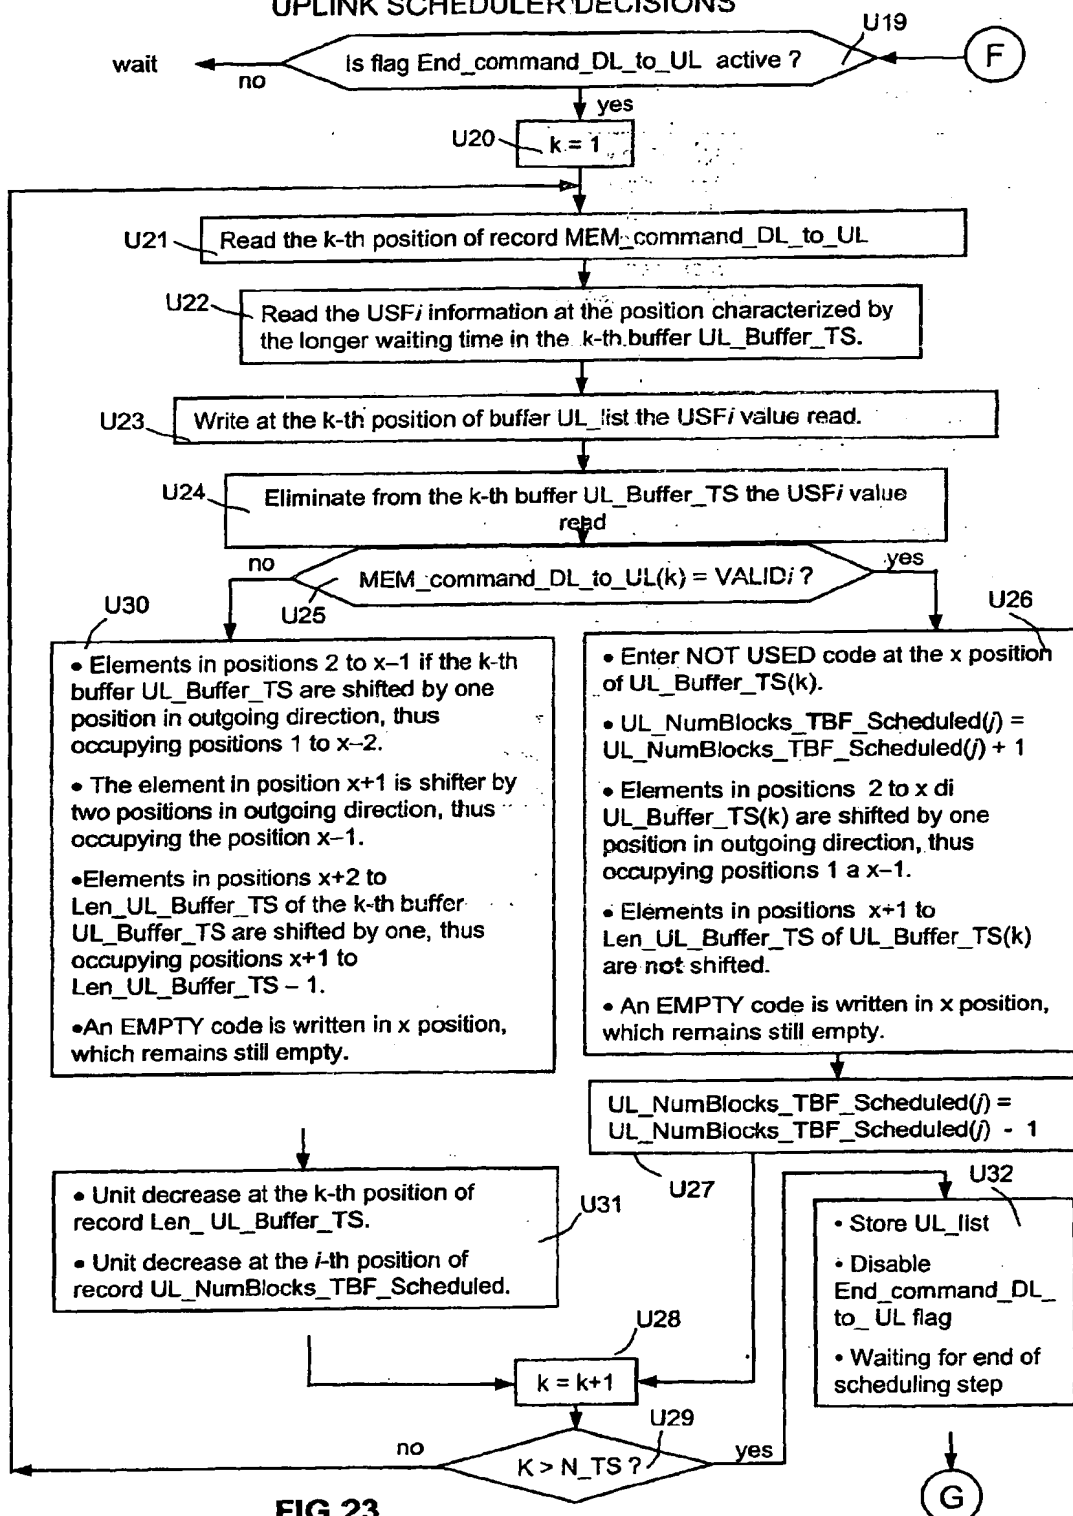 UPLINK SCHEDULER DECISIONS
U19
wait
no
Is flag End_command_DL_to_UL active ?
F
yes
U20
k = 1
U21
Read the k-th position of record MEM_command_DL_to_UL
U22
Read the USFi information at the position characterized by
the longer waiting time in the k-th buffer UL_Buffer_TS.
U23
Write at the k-th position of buffer UL_list the USFi value read.
U24
Eliminate from the k-th buffer UL_Buffer_TS the USFi value
read
no
MEM_command_DL_to_UL(k) = VALIDi ?
yes
U25
U30
• Elements in positions 2 to x–1 if the k-th
buffer UL_Buffer_TS are shifted by one
position in outgoing direction, thus
occupying positions 1 to x–2.
• The element in position x+1 is shifter by
two positions in outgoing direction, thus
occupying the position x–1.
•Elements in positions x+2 to
Len_UL_Buffer_TS of the k-th buffer
UL_Buffer_TS are shifted by one, thus
occupying positions x+1 to
Len_UL_Buffer_TS – 1.
•An EMPTY code is written in x position,
which remains still empty.
U26
• Enter NOT USED code at the x position
of UL_Buffer_TS(k).
• UL_NumBlocks_TBF_Scheduled(j) =
UL_NumBlocks_TBF_Scheduled(j) + 1
• Elements in positions 2 to x di
UL_Buffer_TS(k) are shifted by one
position in outgoing direction, thus
occupying positions 1 a x–1.
• Elements in positions x+1 to
Len_UL_Buffer_TS of UL_Buffer_TS(k)
are not shifted.
• An EMPTY code is written in x position,
which remains still empty.
UL_NumBlocks_TBF_Scheduled(j) =
UL_NumBlocks_TBF_Scheduled(j) - 1
U27
• Unit decrease at the k-th position of
record Len_ UL_Buffer_TS.
• Unit decrease at the i-th position of
record UL_NumBlocks_TBF_Scheduled.
U31
U32
• Store UL_list
• Disable
End_command_DL_
to_ UL flag
• Waiting for end of
scheduling step
U28
k = k+1
U29
no
K > N_TS ?
yes
G
FIG.23